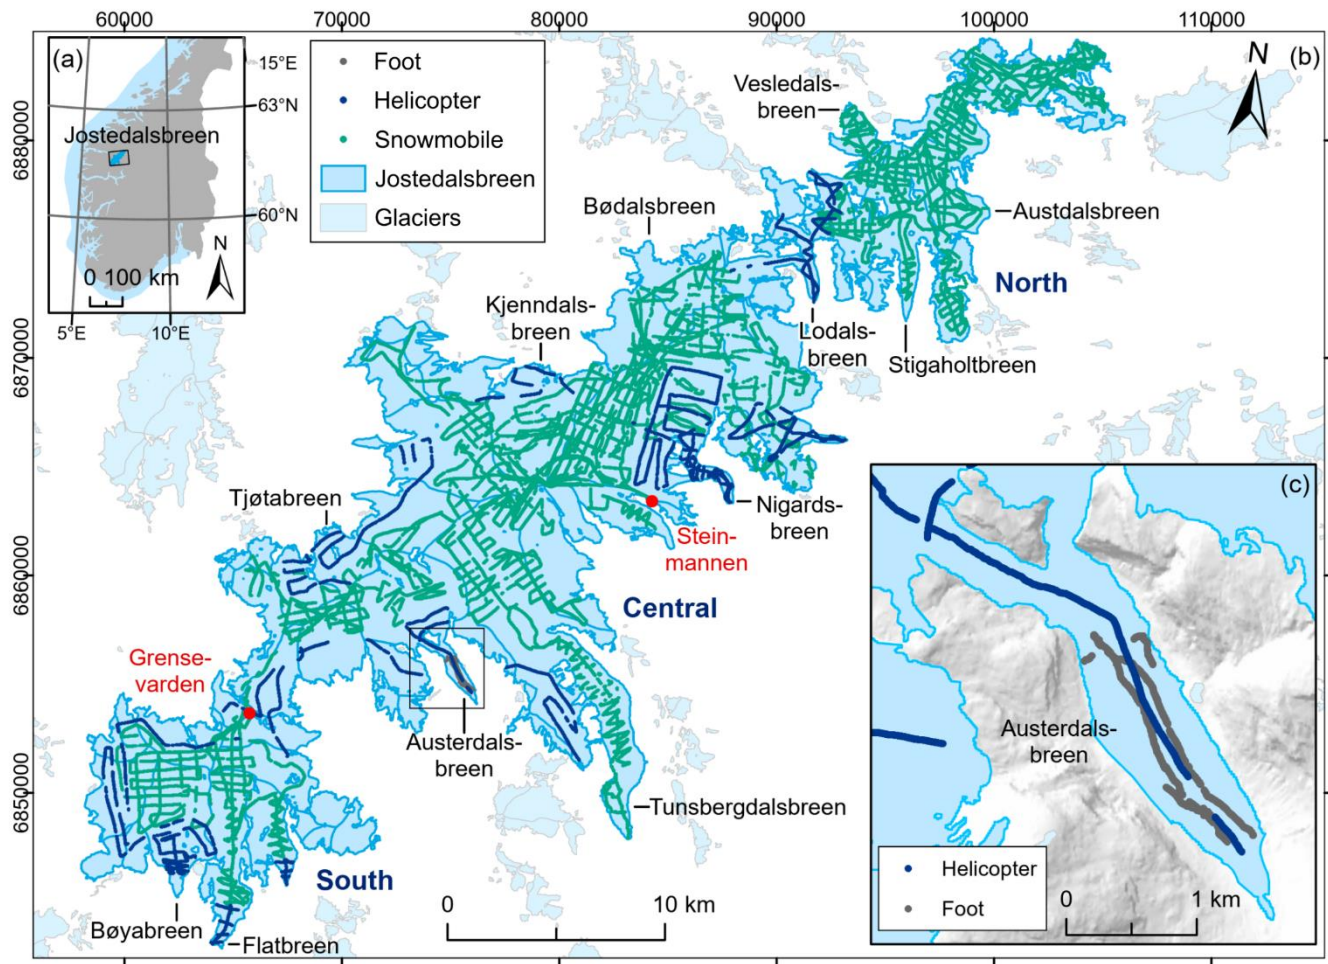 60000
70000
80000
90000
100000
110000
(a)
15°E
63°N
Jostedalsbreen
60°N
N
0 100 km
5°E
10°E
Foot
Helicopter
Snowmobile
Jostedalsbreen
Glaciers
(b)
N
Vesledals-
breen
Bødalsbreen
Austdalsbreen
North
Kjenndals-
breen
Lodals-
breen
Stigaholtbreen
Tjøtabreen
Nigards-
breen
Stein-
mannen
Central
Grense-
varden
Austerdals-
breen
Tunsbergdalsbreen
South
Bøyabreen
Flatbreen
0 10 km
6880000
6870000
6860000
6850000
(c)
Austerdals-
breen
Helicopter
Foot
0 1 km